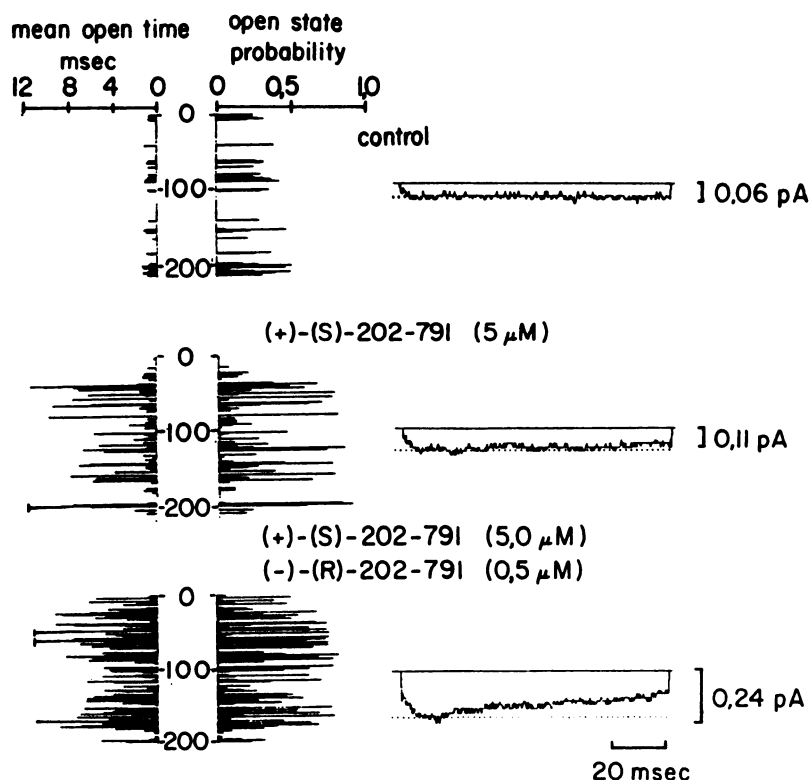 mean open time
msec
open state
probability
12 8 4 0
0 0,5 1,0
0
control
100
200
] 0,06 pA
(+)-(S)-202-791 (5 μM)
0
100
200
] 0,11 pA
(+)-(S)-202-791 (5,0 μM)
(-)-(R)-202-791 (0,5 μM)
0
100
200
] 0,24 pA
20 msec